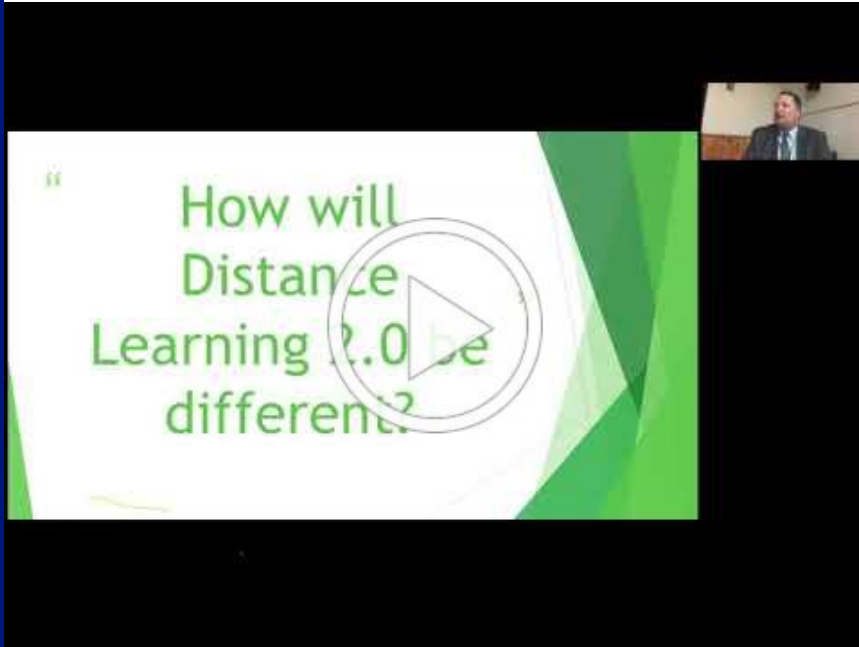 “
How will
Distance
Learning 2.0 be
different?
”